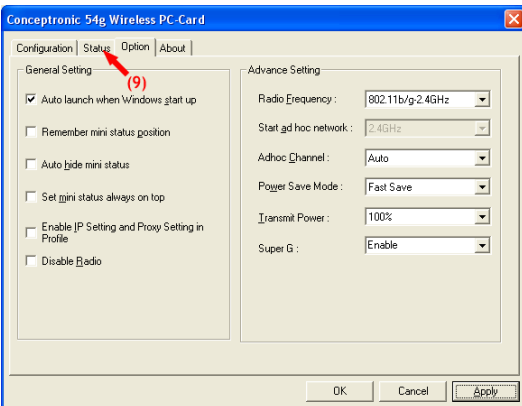 Conceptronic 54g Wireless PC-Card
Configuration Status Option About
(9)
General Setting
Auto launch when Windows start up
Remember mini status position
Auto hide mini status
Set mini status always on top
Enable IP Setting and Proxy Setting in
Profile
Disable Radio
Advance Setting
Radio Frequency : 802.11b/g-2.4GHz
Start ad hoc network : 2.4GHz
Adhoc Channel : Auto
Power Save Mode : Fast Save
Transmit Power : 100%
Super G : Enable
OK Cancel Apply